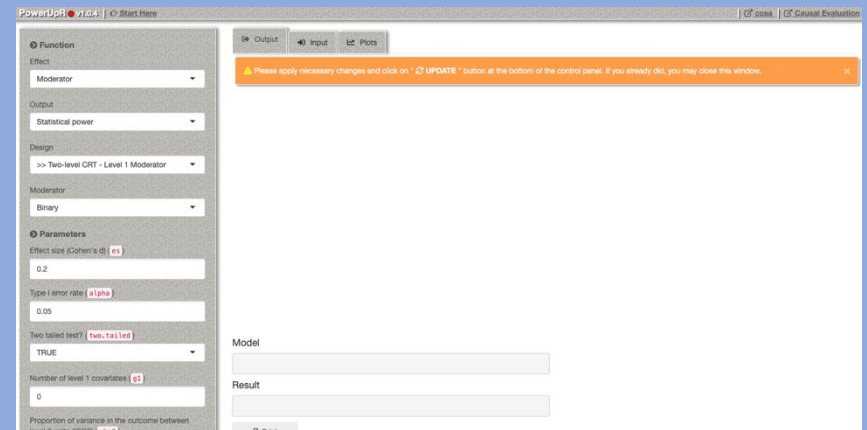 PowerUpR v1.0.4 | Start Here
cosa | Causal Evaluation
Function
Effect
Moderator
Output
Statistical power
Design
>> Two-level CRT - Level 1 Moderator
Moderator
Binary
Parameters
Effect size (Cohen's d) (es)
0.2
Type I error rate (alpha)
0.05
Two tailed test? (two.tailed)
TRUE
Number of level 1 covariates (g1)
0
Proportion of variance in the outcome between
Output
Input
Plots
Please apply necessary changes and click on " UPDATE " button at the bottom of the control panel. If you already did, you may close this window. ×
Model
Result